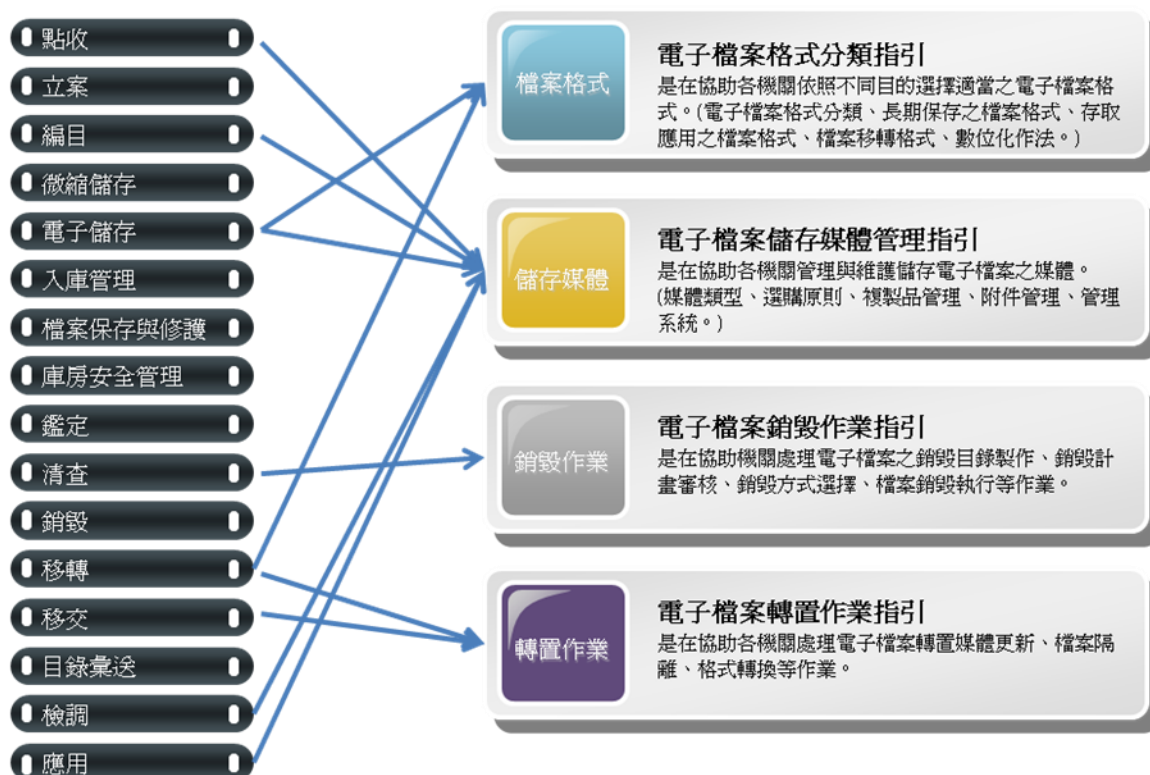 點收
立案
編目
微縮儲存
電子儲存
入庫管理
檔案保存與修護
庫房安全管理
鑑定
清查
銷毀
移轉
移交
目錄彙送
檢調
應用
檔案格式
電子檔案格式分類指引
是在協助各機關依照不同目的選擇適當之電子檔案格
式。(電子檔案格式分類、長期保存之檔案格式、存取
應用之檔案格式、檔案移轉格式、數位化作法。)
儲存媒體
電子檔案儲存媒體管理指引
是在協助各機關管理與維護儲存電子檔案之媒體。
(媒體類型、選購原則、複製品管理、附件管理、管理
系統。)
銷毀作業
電子檔案銷毀作業指引
是在協助機關處理電子檔案之銷毀目錄製作、銷毀計
畫審核、銷毀方式選擇、檔案銷毀執行等作業。
轉置作業
電子檔案轉置作業指引
是在協助各機關處理電子檔案轉置媒體更新、檔案隔
離、格式轉換等作業。